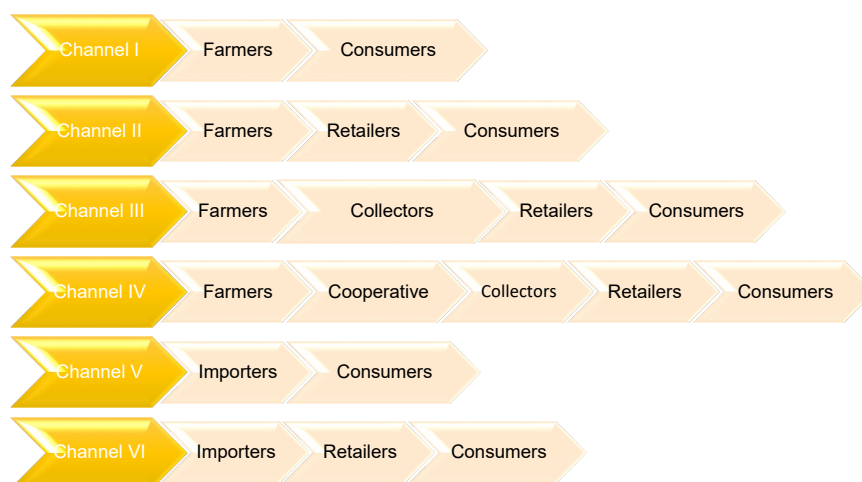 Channel I Farmers Consumers
Channel II Farmers Retailers Consumers
Channel III Farmers Collectors Retailers Consumers
Channel IV Farmers Cooperative Collectors Retailers Consumers
Channel V Importers Consumers
Channel VI Importers Retailers Consumers